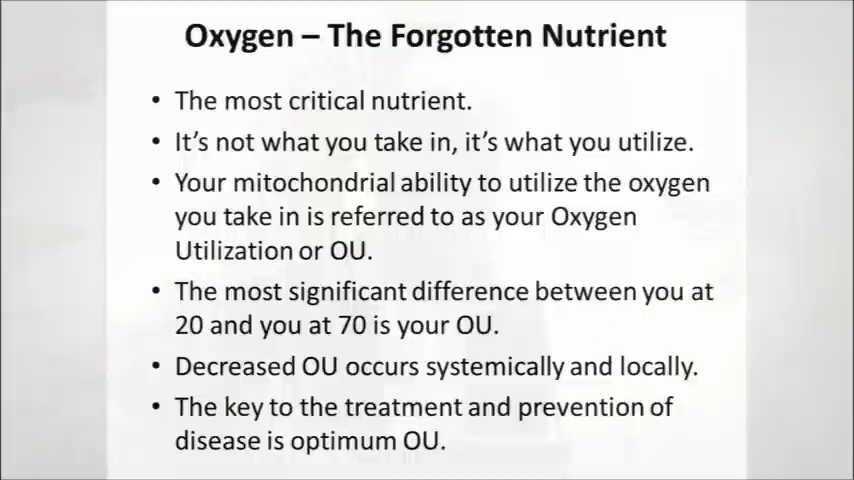 Oxygen – The Forgotten Nutrient
• The most critical nutrient.
• It's not what you take in, it's what you utilize.
• Your mitochondrial ability to utilize the oxygen
you take in is referred to as your Oxygen
Utilization or OU.
• The most significant difference between you at
20 and you at 70 is your OU.
• Decreased OU occurs systemically and locally.
• The key to the treatment and prevention of
disease is optimum OU.